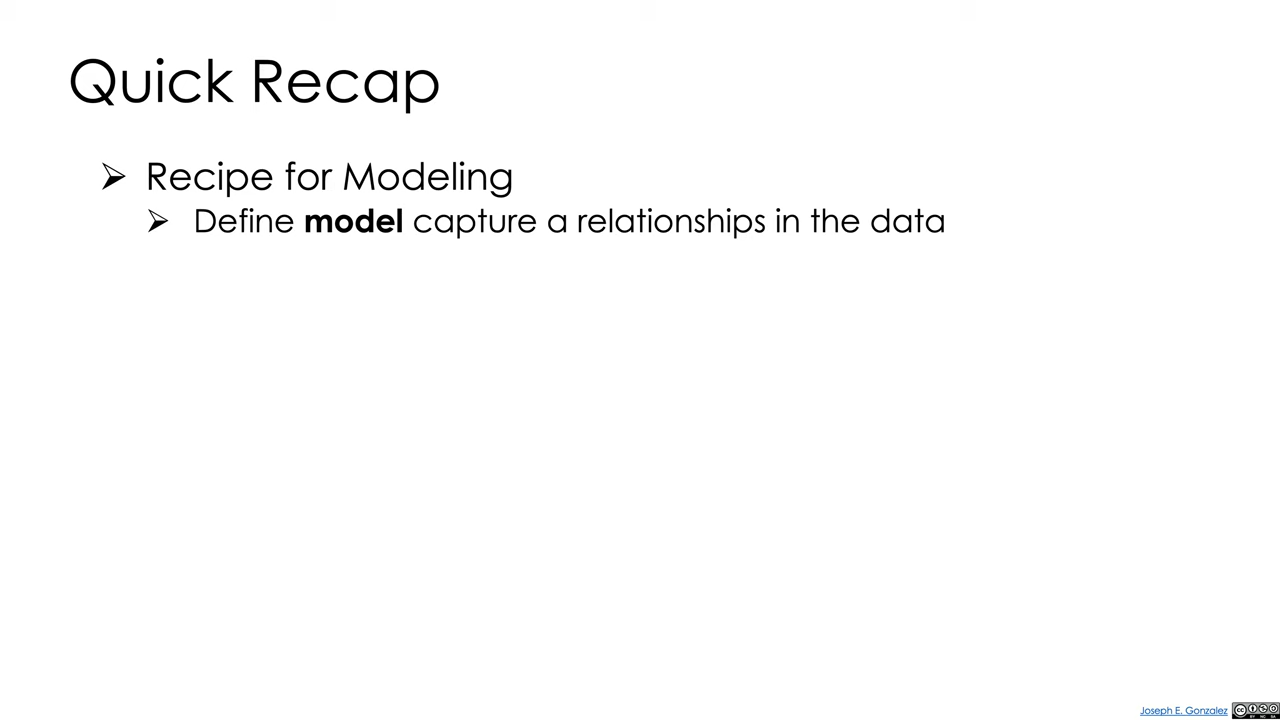 Quick Recap
➢ Recipe for Modeling
➢ Define model capture a relationships in the data
Joseph E. Gonzalez